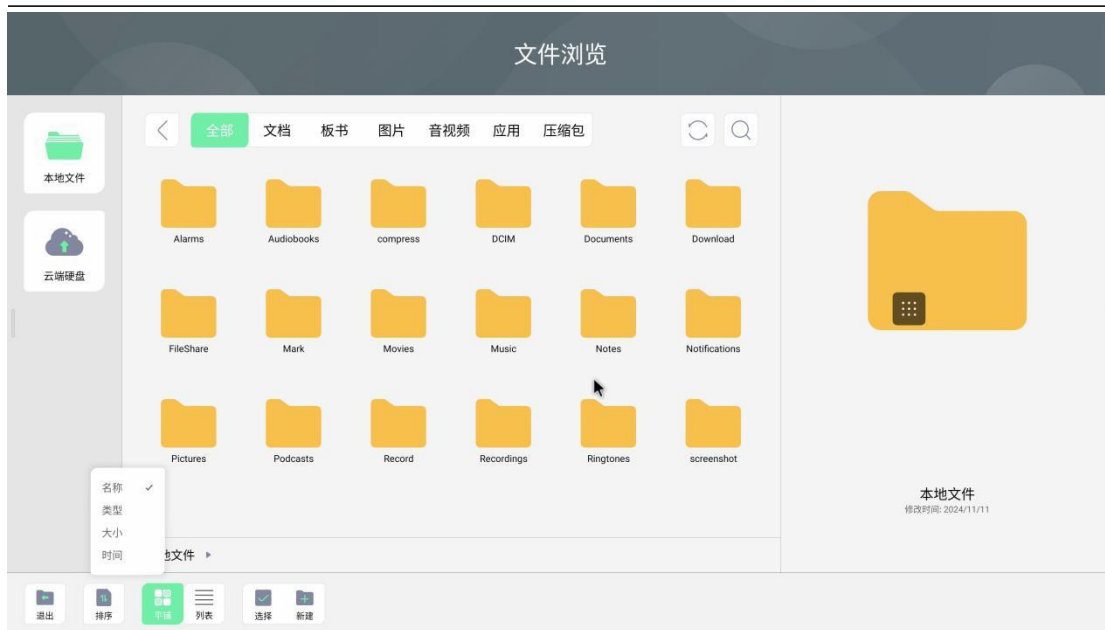 文件浏览
全部 文档 板书 图片 音视频 应用 压缩包
本地文件
云端硬盘
Alarms Audiobooks compress DCIM Documents Download
FileShare Mark Movies Music Notes Notifications
Pictures Podcasts Record Recordings Ringtones screenshot
本地文件
修改时间: 2024/11/11
名称
类型
大小
时间
文件
退出 排序 平铺 列表 选择 新建